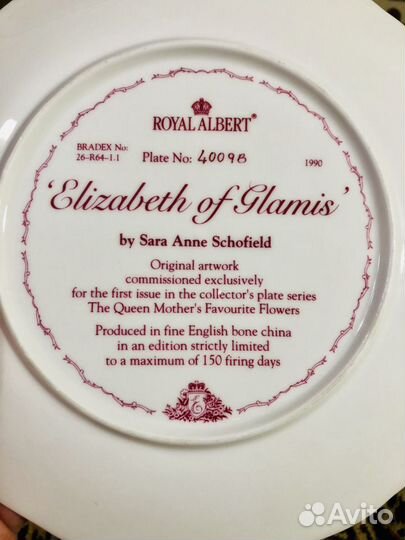 ROYAL ALBERT®
BRADEX No:
26-R64-1.1
Plate No: 4009B
1990
'Elizabeth of Glamis'
by Sara Anne Schofield
Original artwork
commissioned exclusively
for the first issue in the collector's plate series
The Queen Mother's Favourite Flowers
Produced in fine English bone china
in an edition strictly limited
to a maximum of 150 firing days
E
Avito